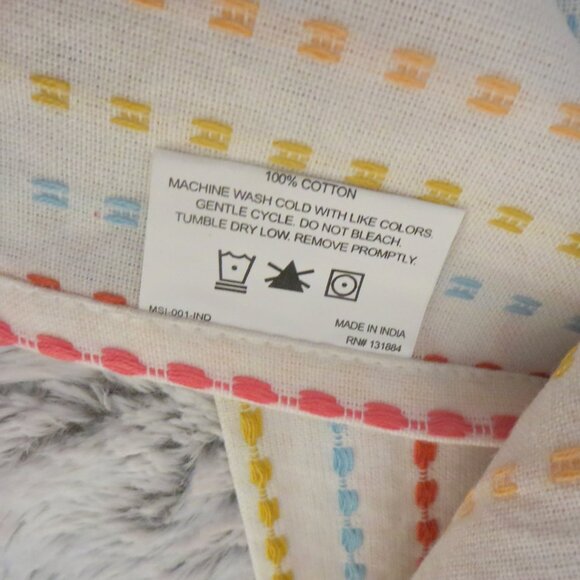 100% COTTON
MACHINE WASH COLD WITH LIKE COLORS
GENTLE CYCLE. DO NOT BLEACH.
TUMBLE DRY LOW. REMOVE PROMPTLY.
MSI-001-IND
MADE IN INDIA
RN# 131884